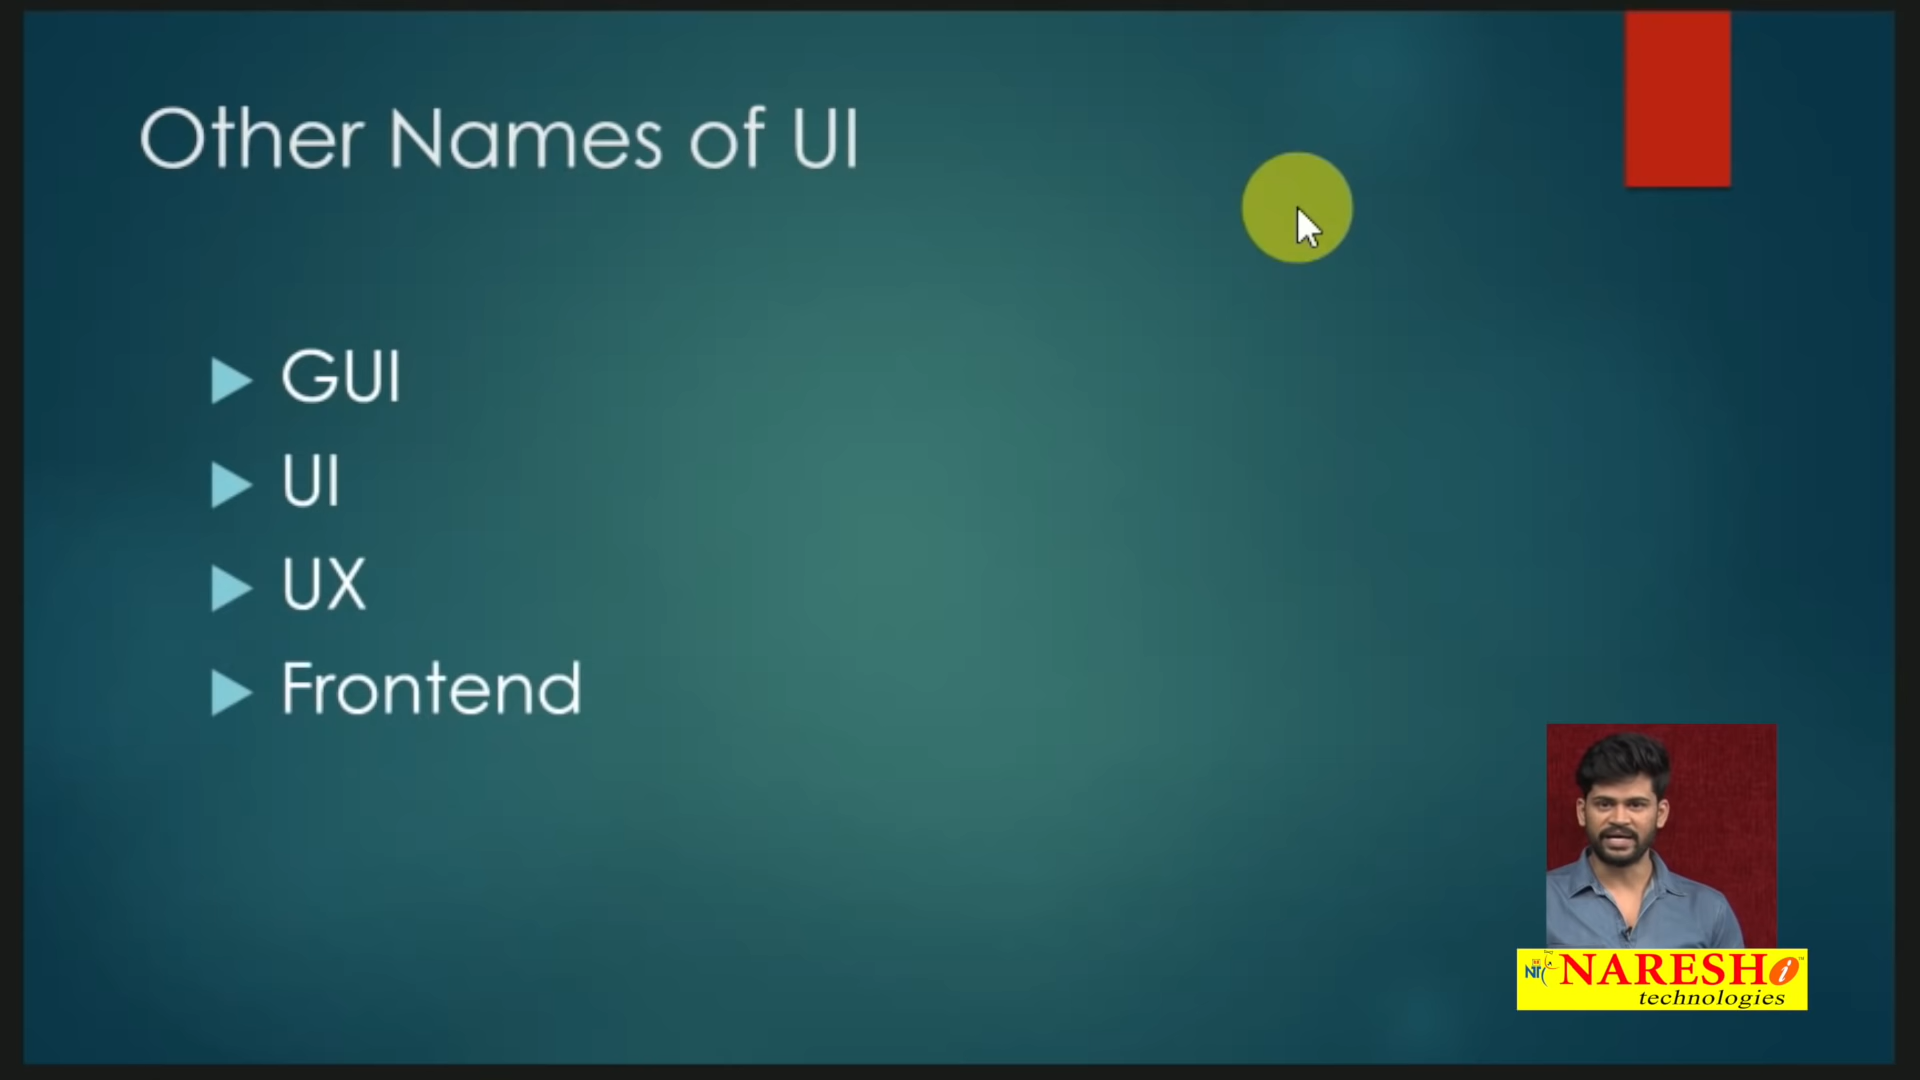 Other Names of UI
GUI
UI
UX
Frontend
NARESHi
technologies